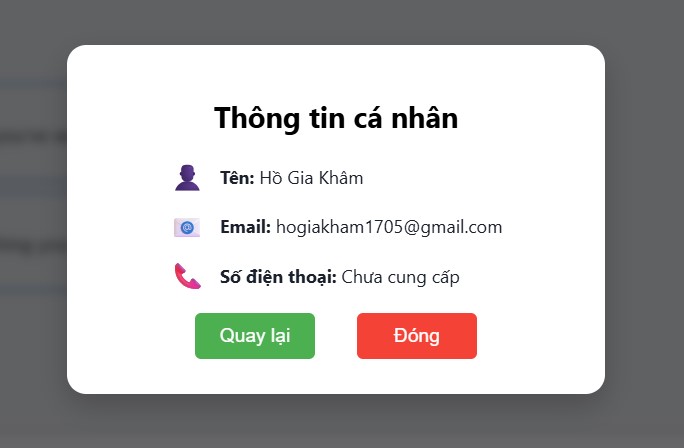 Thông tin cá nhân
Tên: Hồ Gia Khâm
Email: hogiakham1705@gmail.com
Số điện thoại: Chưa cung cấp
Quay lại
Đóng